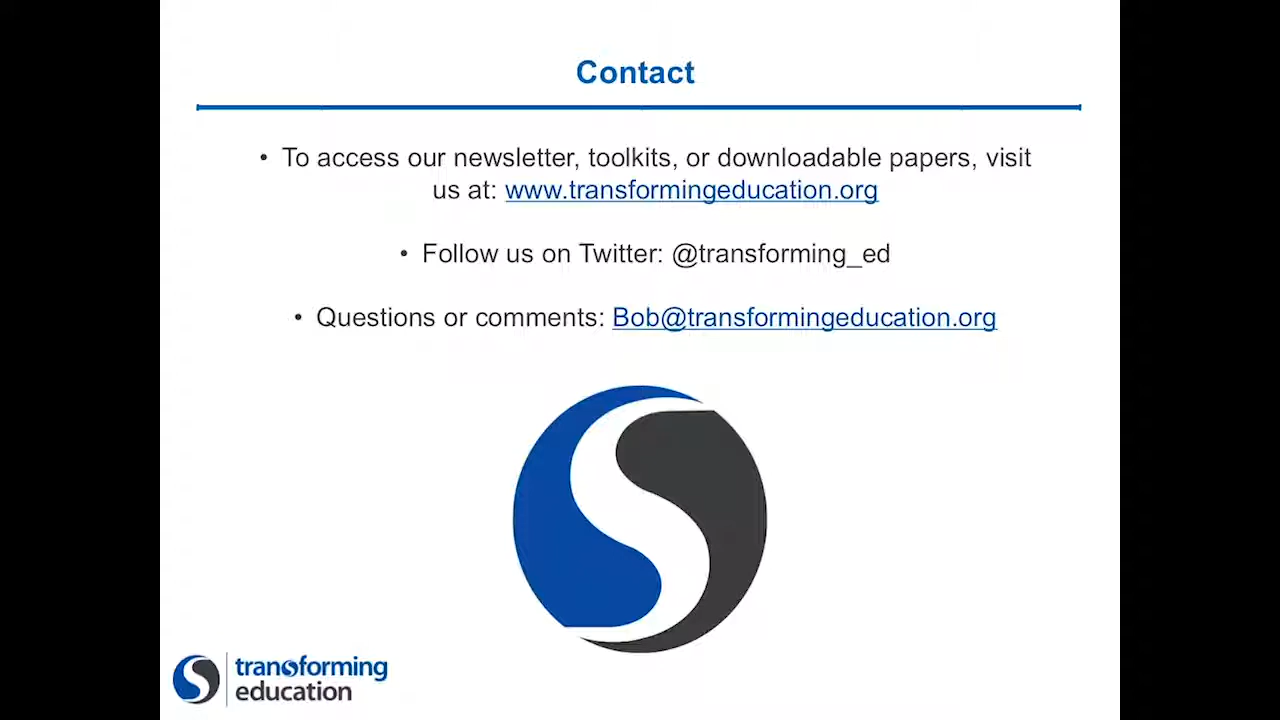 Contact
• To access our newsletter, toolkits, or downloadable papers, visit
us at: www.transformingeducation.org
• Follow us on Twitter: @transforming_ed
• Questions or comments: Bob@transformingeducation.org
transforming
education